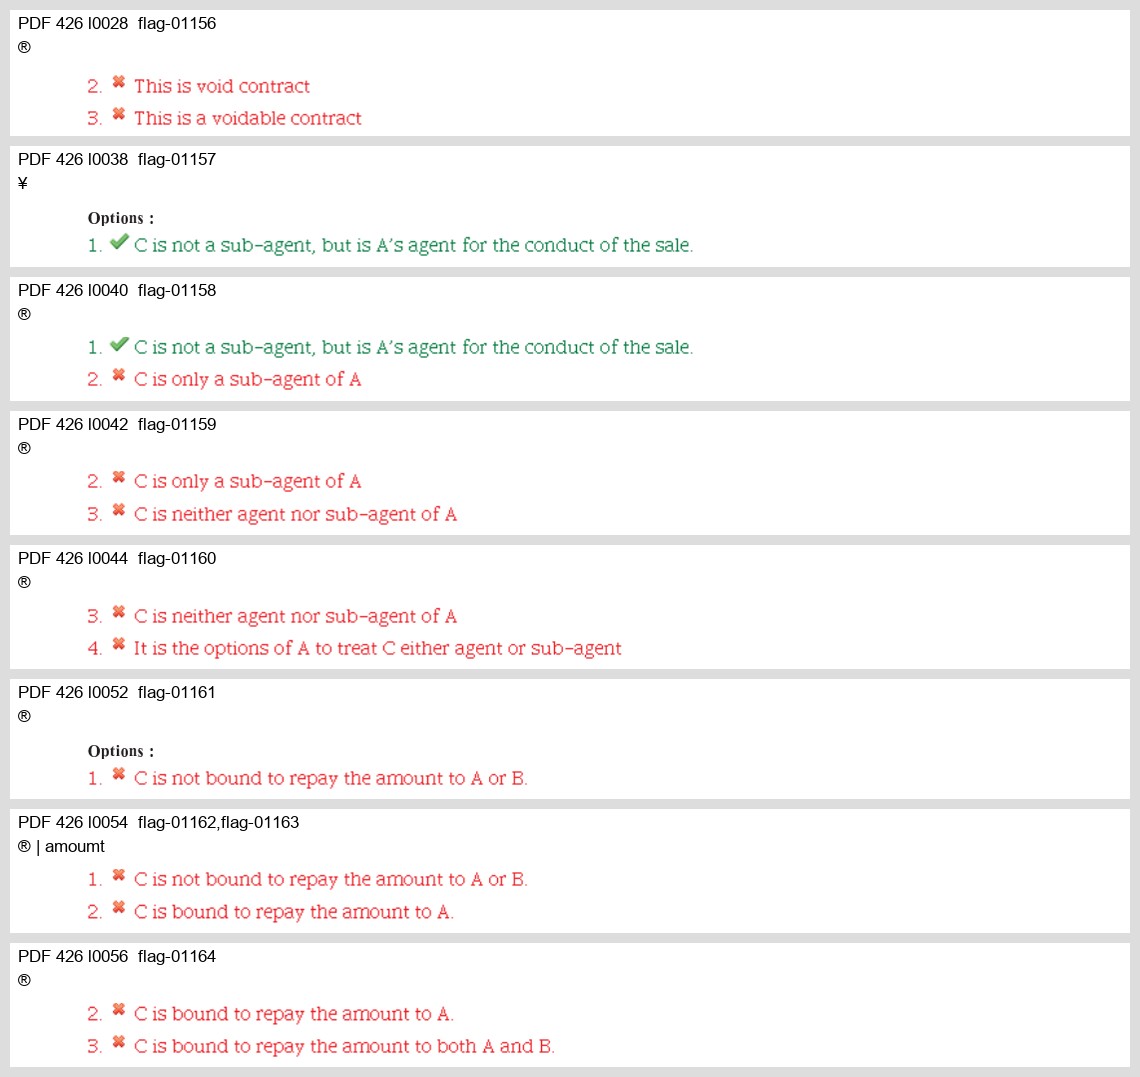 PDF 426 l0028 flag-01156
®
2. ✖ This is void contract
3. ✖ This is a voidable contract
PDF 426 l0038 flag-01157
¥
Options :
1. ✔ C is not a sub-agent, but is A's agent for the conduct of the sale.
PDF 426 l0040 flag-01158
®
1. ✔ C is not a sub-agent, but is A's agent for the conduct of the sale.
2. ✖ C is only a sub-agent of A
PDF 426 l0042 flag-01159
®
2. ✖ C is only a sub-agent of A
3. ✖ C is neither agent nor sub-agent of A
PDF 426 l0044 flag-01160
®
3. ✖ C is neither agent nor sub-agent of A
4. ✖ It is the options of A to treat C either agent or sub-agent
PDF 426 l0052 flag-01161
®
Options :
1. ✖ C is not bound to repay the amount to A or B.
PDF 426 l0054 flag-01162,flag-01163
® | amoumt
1. ✖ C is not bound to repay the amount to A or B.
2. ✖ C is bound to repay the amount to A.
PDF 426 l0056 flag-01164
®
2. ✖ C is bound to repay the amount to A.
3. ✖ C is bound to repay the amount to both A and B.